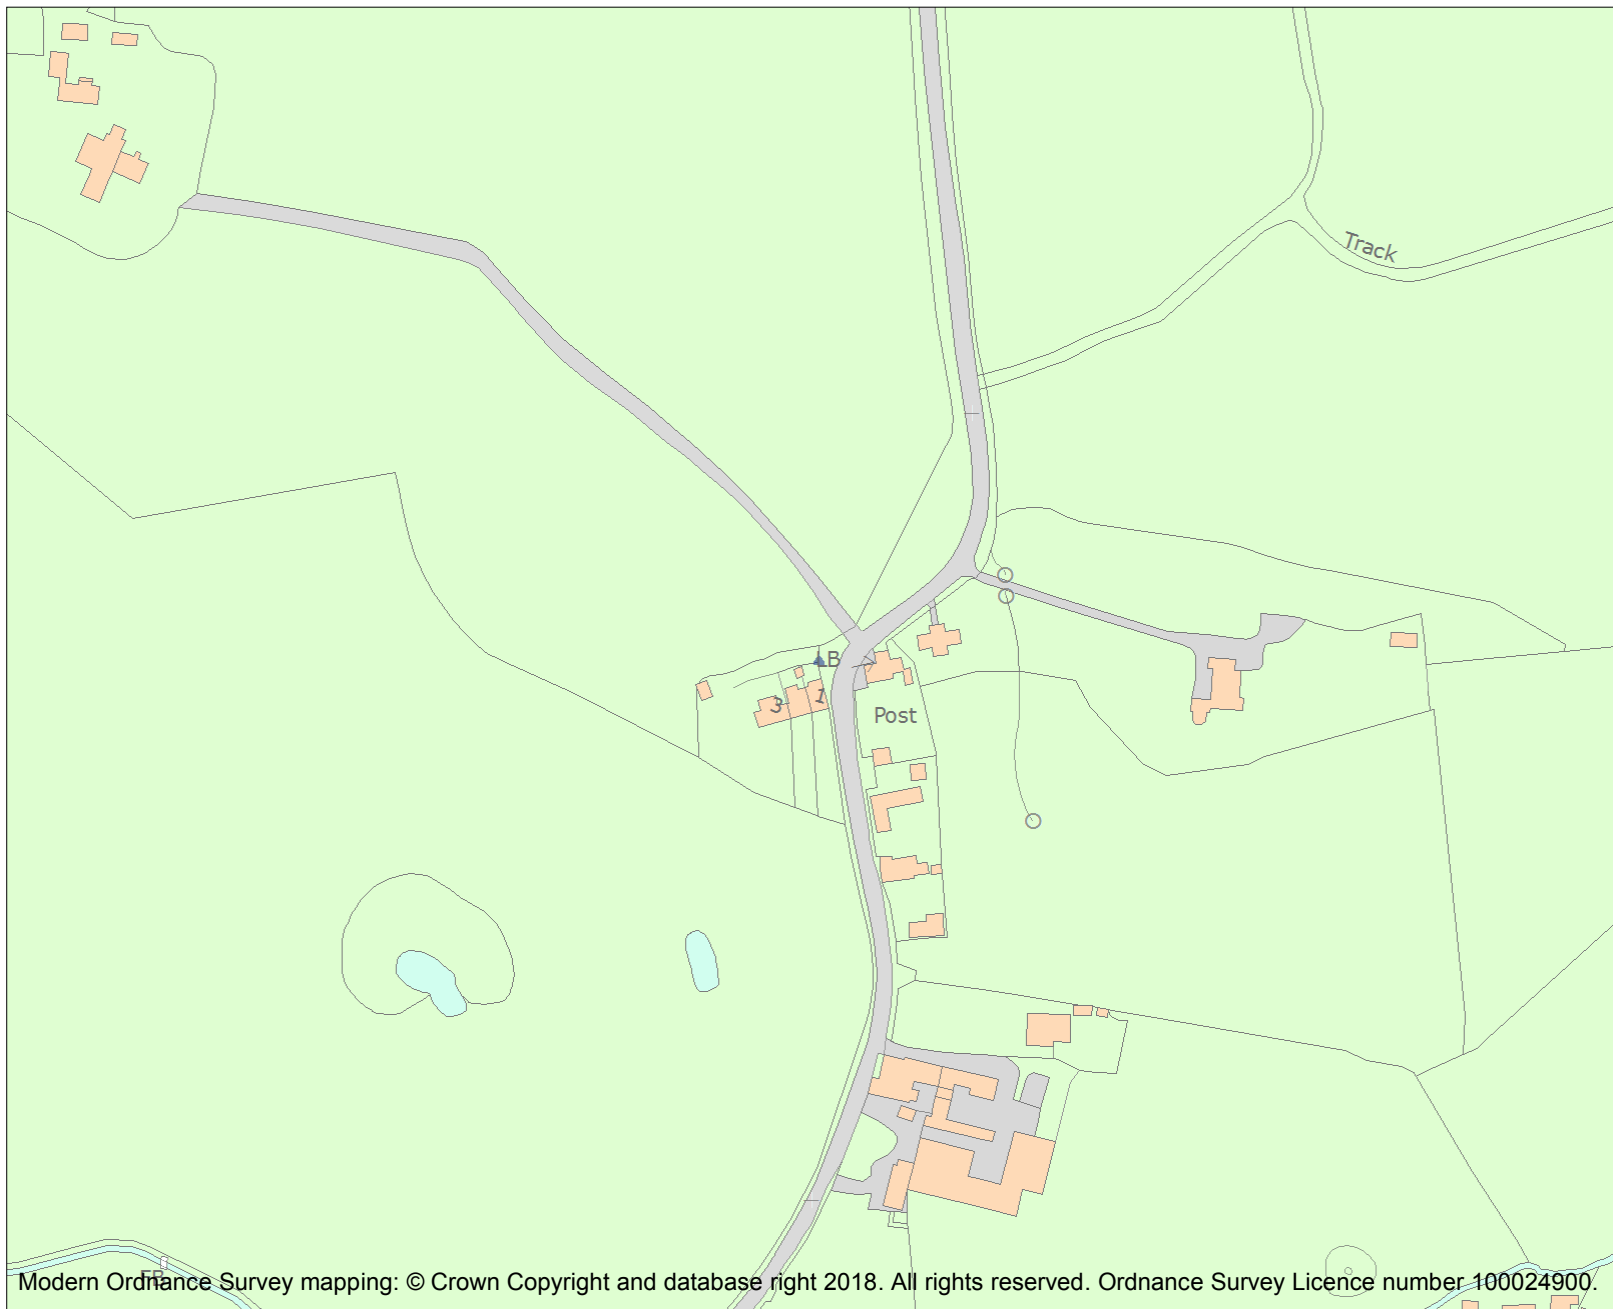 Track
LB
3
1
Post
FB
Modern Ordnance Survey mapping: © Crown Copyright and database right 2018. All rights reserved. Ordnance Survey Licence number 100024900.